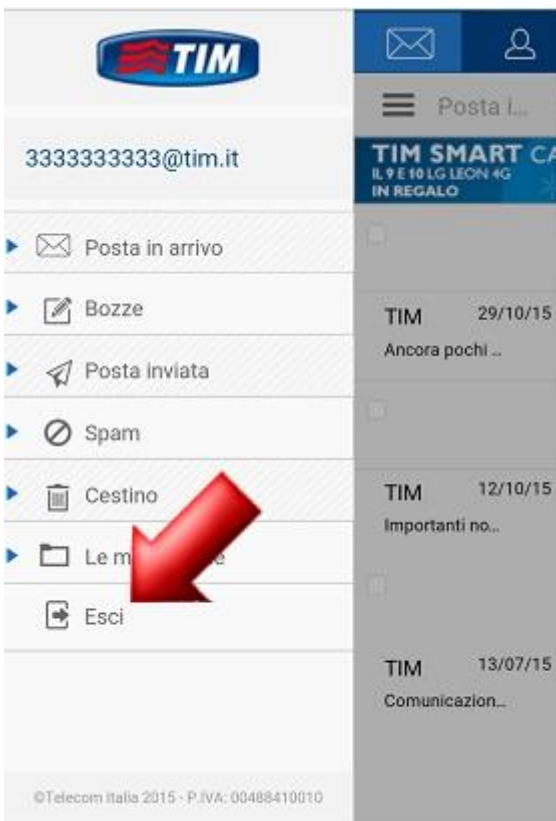 TIM
3333333333@tim.it
Posta in arrivo
Bozze
Posta inviata
Spam
Cestino
Le m
Esci
©Telecom Italia 2015 - P.IVA: 00488410010
Posta i...
TIM SMART CA
IL 9 E 10 LG LEON 4G
IN REGALO
TIM 29/10/15
Ancora pochi ...
TIM 12/10/15
Importanti no...
TIM 13/07/15
Comunicazion...